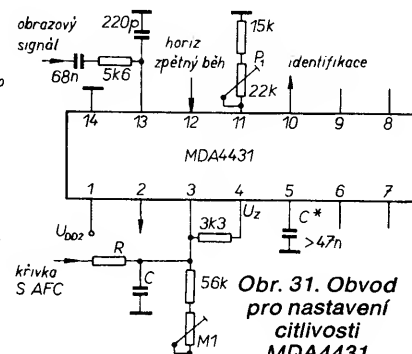 obrazový
signál
68n
5k6
220p
horiz
zpětný běh
15k
P1
22k
identifikace
14 13 12 11 10 9 8
MDA4431
1 2 3 4 5 6 7
UDD2
UZ
3k3
C*
>47n
křivka
S AFC
R
C
56k
M1
Obr. 31. Obvod
pro nastavení
citlivosti
MDA4431